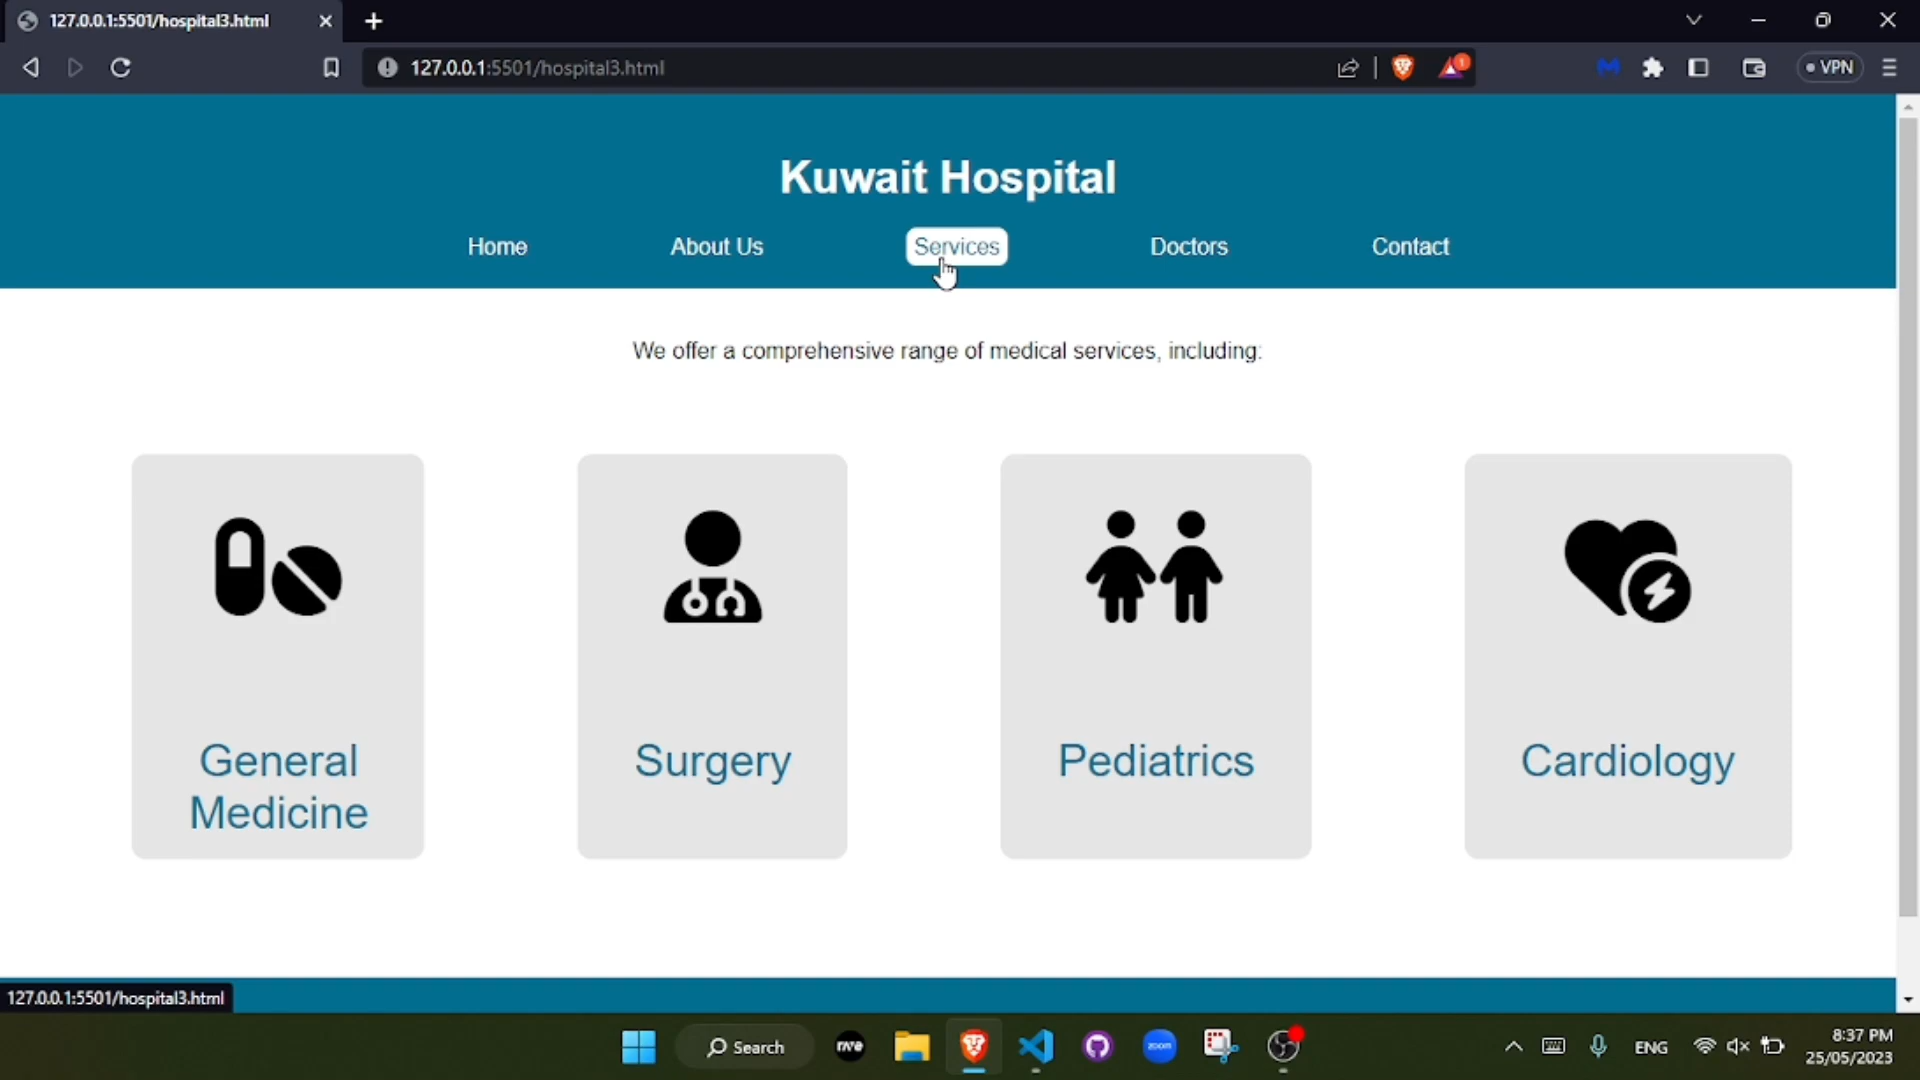 127.0.0.1:5501/hospital3.html
127.0.0.1:5501/hospital3.html
1
VPN
Kuwait Hospital
Home About Us Services Doctors Contact
We offer a comprehensive range of medical services, including:
General Surgery Pediatrics Cardiology
Medicine
127.0.0.1:5501/hospital3.html
Search
zoom
ENG
8:37 PM
25/05/2023